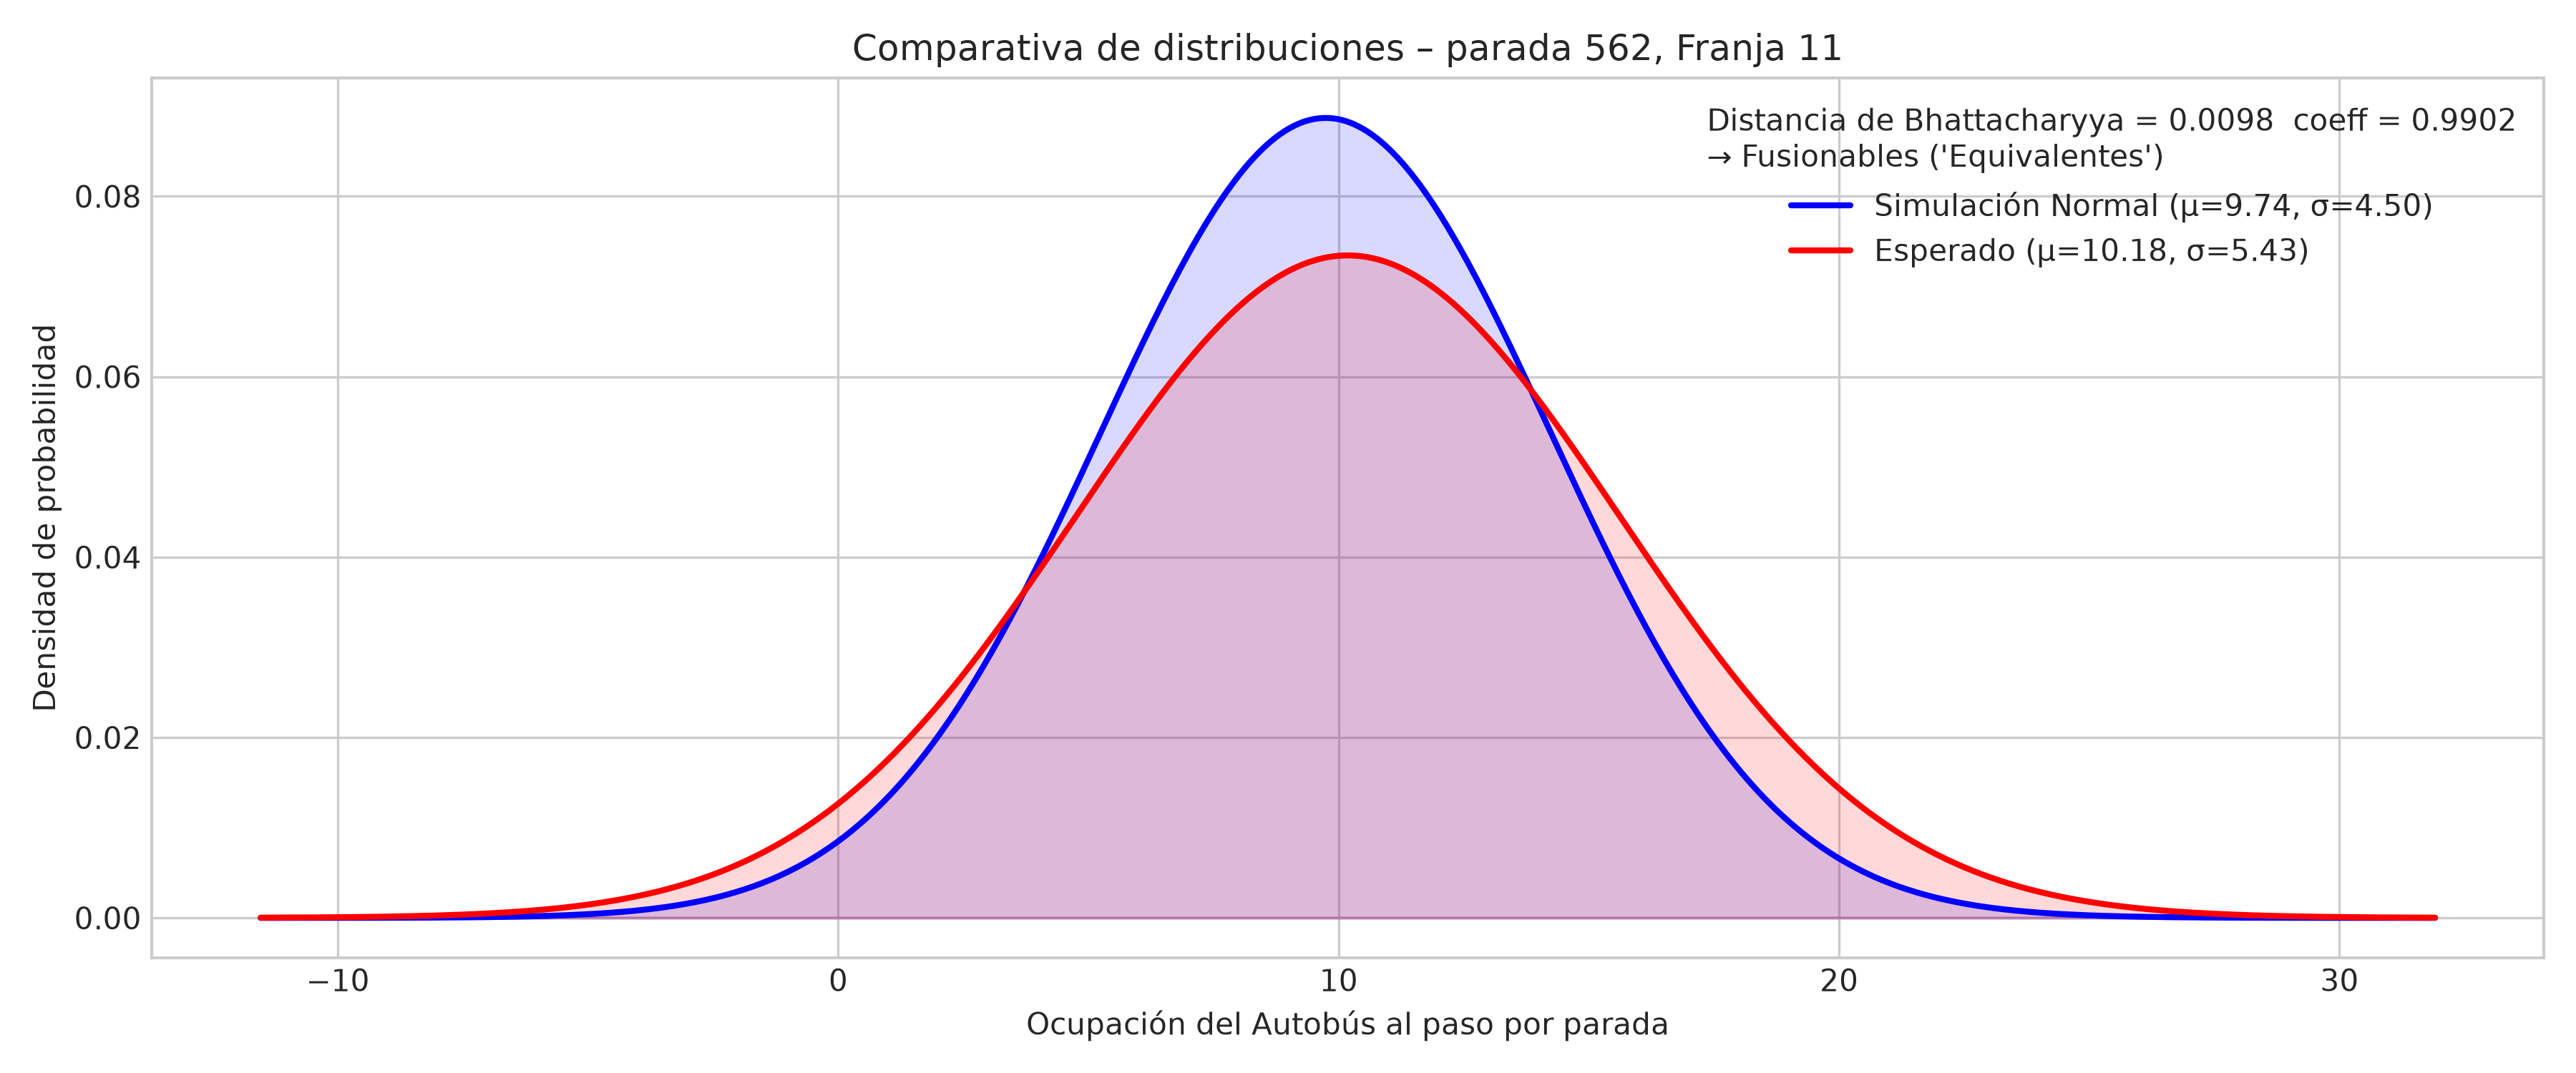 Comparativa de distribuciones – parada 562, Franja 11
Distancia de Bhattacharyya = 0.0098  coeff = 0.9902
→ Fusionables ('Equivalentes')
Simulación Normal (μ=9.74, σ=4.50)
Esperado (μ=10.18, σ=5.43)
Densidad de probabilidad
0.08
0.06
0.04
0.02
0.00
−10
0
10
20
30
Ocupación del Autobús al paso por parada